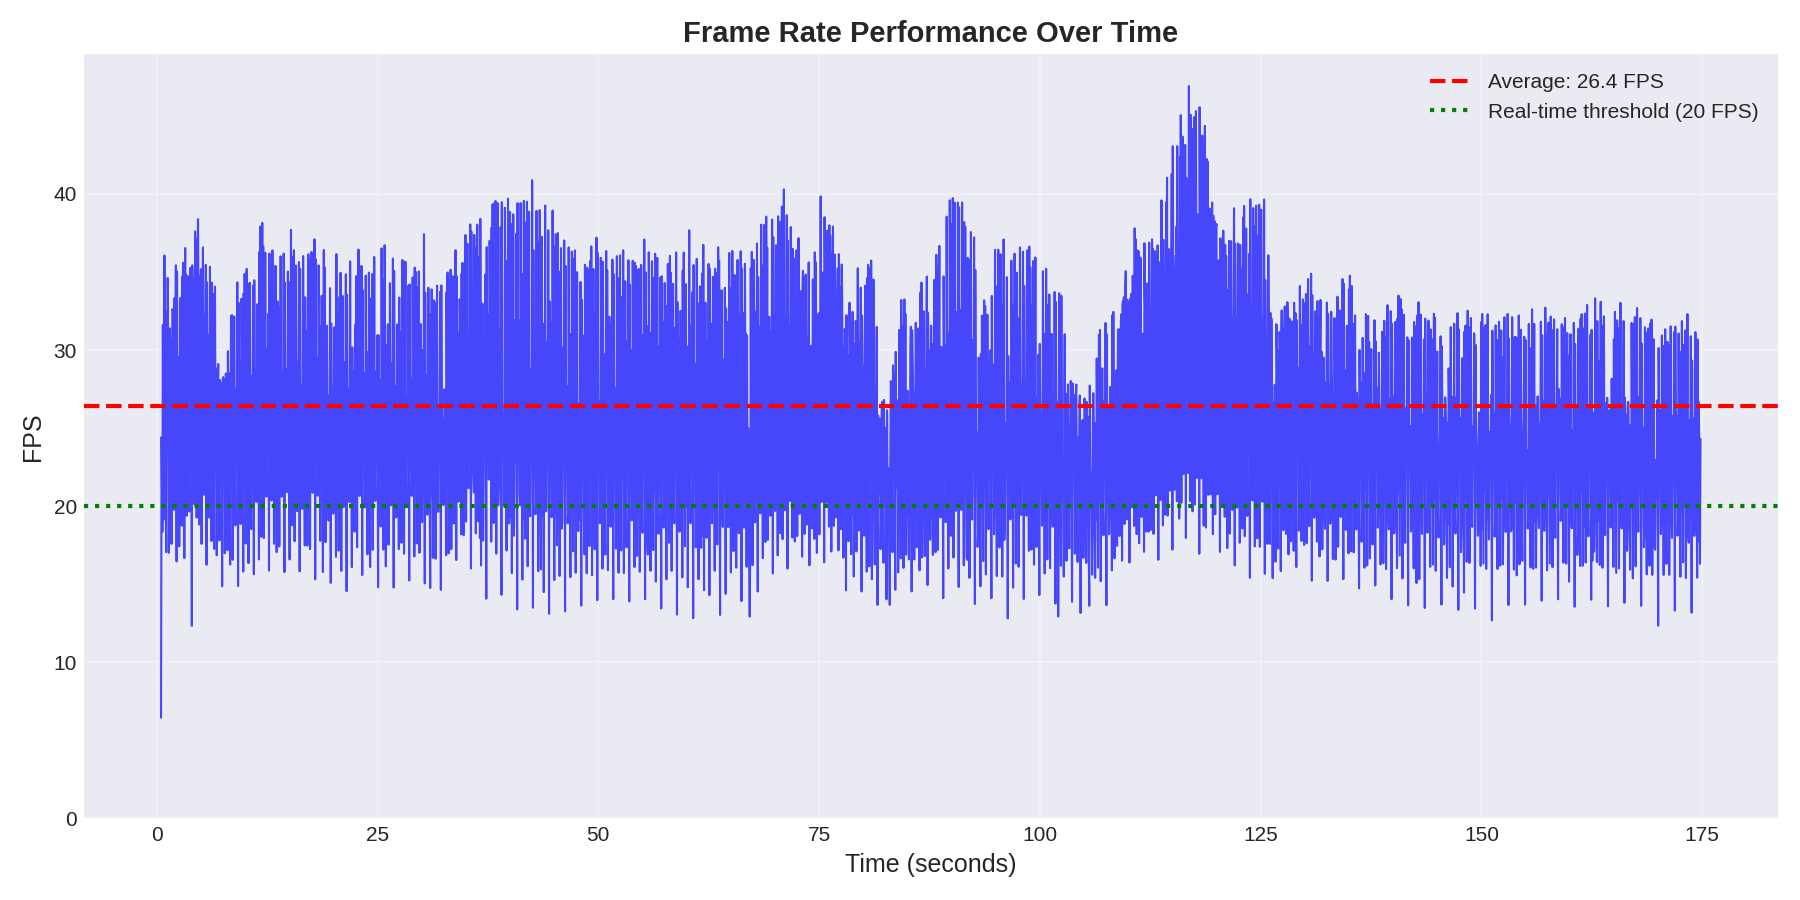 Frame Rate Performance Over Time
Average: 26.4 FPS
Real-time threshold (20 FPS)
FPS
40
30
20
10
0
0 25 50 75 100 125 150 175
Time (seconds)